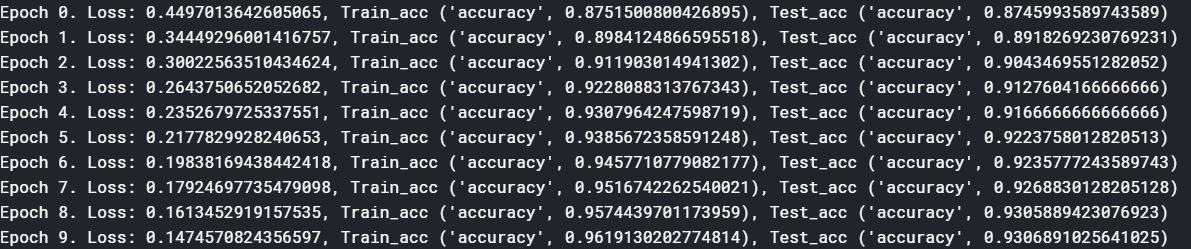 Epoch 0. Loss: 0.4497013642605065, Train_acc ('accuracy', 0.8751500800426895), Test_acc ('accuracy', 0.8745993589743589)
Epoch 1. Loss: 0.34449296001416757, Train_acc ('accuracy', 0.8984124866595518), Test_acc ('accuracy', 0.8918269230769231)
Epoch 2. Loss: 0.30022563510434624, Train_acc ('accuracy', 0.911903014941302), Test_acc ('accuracy', 0.9043469551282052)
Epoch 3. Loss: 0.2643750652052682, Train_acc ('accuracy', 0.9228088313767343), Test_acc ('accuracy', 0.9127604166666666)
Epoch 4. Loss: 0.2352679725337551, Train_acc ('accuracy', 0.9307964247598719), Test_acc ('accuracy', 0.9166666666666666)
Epoch 5. Loss: 0.2177829928240653, Train_acc ('accuracy', 0.9385672358591248), Test_acc ('accuracy', 0.9223758012820513)
Epoch 6. Loss: 0.19838169438442418, Train_acc ('accuracy', 0.9457710779082177), Test_acc ('accuracy', 0.9235777243589743)
Epoch 7. Loss: 0.17924697735479098, Train_acc ('accuracy', 0.9516742262540021), Test_acc ('accuracy', 0.9268830128205128)
Epoch 8. Loss: 0.1613452919157535, Train_acc ('accuracy', 0.9574439701173959), Test_acc ('accuracy', 0.9305889423076923)
Epoch 9. Loss: 0.1474570824356597, Train_acc ('accuracy', 0.9619130202774814), Test_acc ('accuracy', 0.9306891025641025)